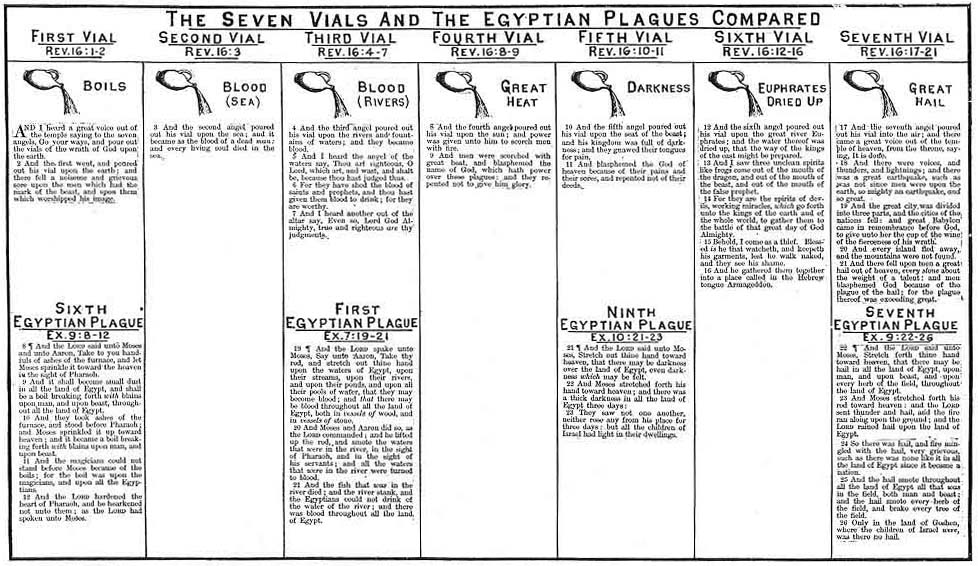 THE SEVEN VIALS AND THE EGYPTIAN PLAGUES COMPARED
FIRST VIAL
REV.16:1-2
BOILS
AND I heard a great voice out of
the temple saying to the seven
angels, Go your ways, and pour out
the vials of the wrath of God upon
the earth.
2 And the first went, and poured
out his vial upon the earth; and
there fell a noisome and grievous
sore upon the men which had the
mark of the beast, and upon them
which worshipped his image.
SIXTH
EGYPTIAN PLAGUE
EX.9:8-12
8 ¶ And the LORD said unto Moses
and unto Aaron, Take to you hand-
fuls of ashes of the furnace, and let
Moses sprinkle it toward the heaven
in the sight of Pharaoh.
9 And it shall become small dust
in all the land of Egypt, and shall
be a boil breaking forth with blains
upon man, and upon beast, through-
out all the land of Egypt.
10 And they took ashes of the
furnace, and stood before Pharaoh;
and Moses sprinkled it up toward
heaven; and it became a boil break-
ing forth with blains upon man, and
upon beast.
11 And the magicians could not
stand before Moses because of the
boils; for the boil was upon the
magicians, and upon all the Egyp-
tians.
12 And the LORD hardened the
heart of Pharaoh, and he hearkened
not unto them; as the LORD had
spoken unto Moses.
SECOND VIAL
REV.16:3
BLOOD
(SEA)
3 And the second angel poured
out his vial upon the sea; and it
became as the blood of a dead man:
and every living soul died in the
sea.
THIRD VIAL
REV.16:4-7
BLOOD
(RIVERS)
4 And the third angel poured out
his vial upon the rivers and fount-
ains of waters; and they became
blood.
5 And I heard the angel of the
waters say, Thou art righteous, O
Lord, which art, and wast, and shalt
be, because thou hast judged thus.
6 For they have shed the blood of
saints and prophets, and thou hast
given them blood to drink; for they
are worthy.
7 And I heard another out of the
altar say, Even so, Lord God Al-
mighty, true and righteous are thy
judgments.
FIRST
EGYPTIAN PLAGUE
EX.7:19-21
19 ¶ And the LORD spake unto
Moses, Say unto Aaron, Take thy
rod, and stretch out thine hand
upon the waters of Egypt, upon
their streams, upon their rivers,
and upon their ponds, and upon all
their pools of water, that they may
become blood; and that there may
be blood throughout all the land of
Egypt, both in vessels of wood, and
in vessels of stone.
20 And Moses and Aaron did so, as
the LORD commanded; and he lifted
up the rod, and smote the waters
that were in the river, in the sight
of Pharaoh, and in the sight of
his servants; and all the waters
that were in the river were turned
to blood.
21 And the fish that was in the
river died; and the river stank, and
the Egyptians could not drink of
the water of the river; and there
was blood throughout all the land
of Egypt.
FOURTH VIAL
REV.16:8-9
GREAT
HEAT
8 And the fourth angel poured out
his vial upon the sun; and power
was given unto him to scorch men
with fire.
9 And men were scorched with
great heat, and blasphemed the
name of God, which hath power
over these plagues: and they re-
pented not to give him glory.
FIFTH VIAL
REV.16:10-11
DARKNESS
10 And the fifth angel poured out
his vial upon the seat of the beast;
and his kingdom was full of dark-
ness; and they gnawed their tongues
for pain,
11 And blasphemed the God of
heaven because of their pains and
their sores, and repented not of their
deeds.
NINTH
EGYPTIAN PLAGUE
EX.10:21-23
21 ¶ And the LORD said unto Mo-
ses, Stretch out thine hand toward
heaven, that there may be darkness
over the land of Egypt, even dark-
ness which may be felt.
22 And Moses stretched forth his
hand toward heaven; and there was
a thick darkness in all the land of
Egypt three days:
23 They saw not one another,
neither rose any from his place for
three days: but all the children of
Israel had light in their dwellings.
SIXTH VIAL
REV.16:12-16
EUPHRATES
DRIED UP
12 And the sixth angel poured out
his vial upon the great river Eu-
phrates; and the water thereof was
dried up, that the way of the kings
of the east might be prepared.
13 And I saw three unclean spirits
like frogs come out of the mouth of
the dragon, and out of the mouth of
the beast, and out of the mouth of
the false prophet.
14 For they are the spirits of dev-
ils, working miracles, which go forth
unto the kings of the earth and of
the whole world, to gather them to
the battle of that great day of God
Almighty.
15 Behold, I come as a thief. Bless-
ed is he that watcheth, and keepeth
his garments, lest he walk naked,
and they see his shame.
16 And he gathered them together
into a place called in the Hebrew
tongue Armageddon.
SEVENTH VIAL
REV.16:17-21
GREAT
HAIL
17 And the seventh angel poured
out his vial into the air; and there
came a great voice out of the tem-
ple of heaven, from the throne, say-
ing, It is done.
18 And there were voices, and
thunders, and lightnings; and there
was a great earthquake, such as
was not since men were upon the
earth, so mighty an earthquake, and
so great.
19 And the great city was divided
into three parts, and the cities of the
nations fell: and great Babylon
came in remembrance before God,
to give unto her the cup of the wine
of the fierceness of his wrath.
20 And every island fled away,
and the mountains were not found.
21 And there fell upon men a great
hail out of heaven, every stone about
the weight of a talent: and men
blasphemed God because of the
plague of the hail; for the plague
thereof was exceeding great.
SEVENTH
EGYPTIAN PLAGUE
EX.9:22-26
22 ¶ And the LORD said unto
Moses, Stretch forth thine hand
toward heaven, that there may be
hail in all the land of Egypt, upon
man, and upon beast, and upon
every herb of the field, throughout
the land of Egypt.
23 And Moses stretched forth his
rod toward heaven: and the LORD
sent thunder and hail, and the fire
ran along upon the ground; and the
LORD rained hail upon the land of
Egypt.
24 So there was hail, and fire min-
gled with the hail, very grievous,
such as there was none like it in all
the land of Egypt since it became a
nation.
25 And the hail smote throughout
all the land of Egypt all that was
in the field, both man and beast;
and the hail smote every herb of
the field, and brake every tree of
the field.
26 Only in the land of Goshen,
where the children of Israel were,
was there no hail.